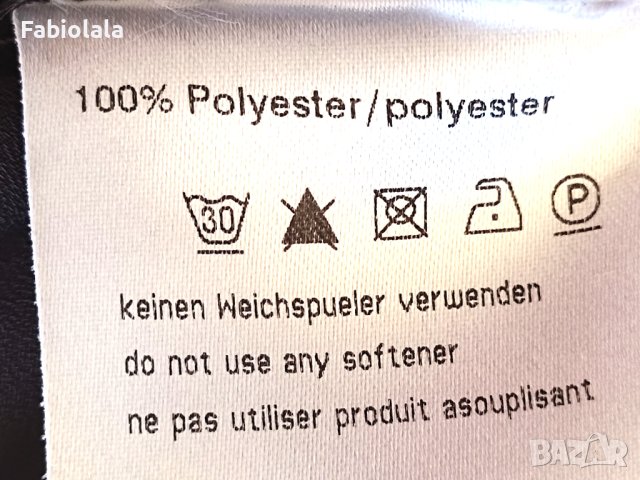 Fabiolala
100% Polyester/polyester
30 P
keinen Weichspueler verwenden
do not use any softener
ne pas utiliser produit asouplisant
BAZAR